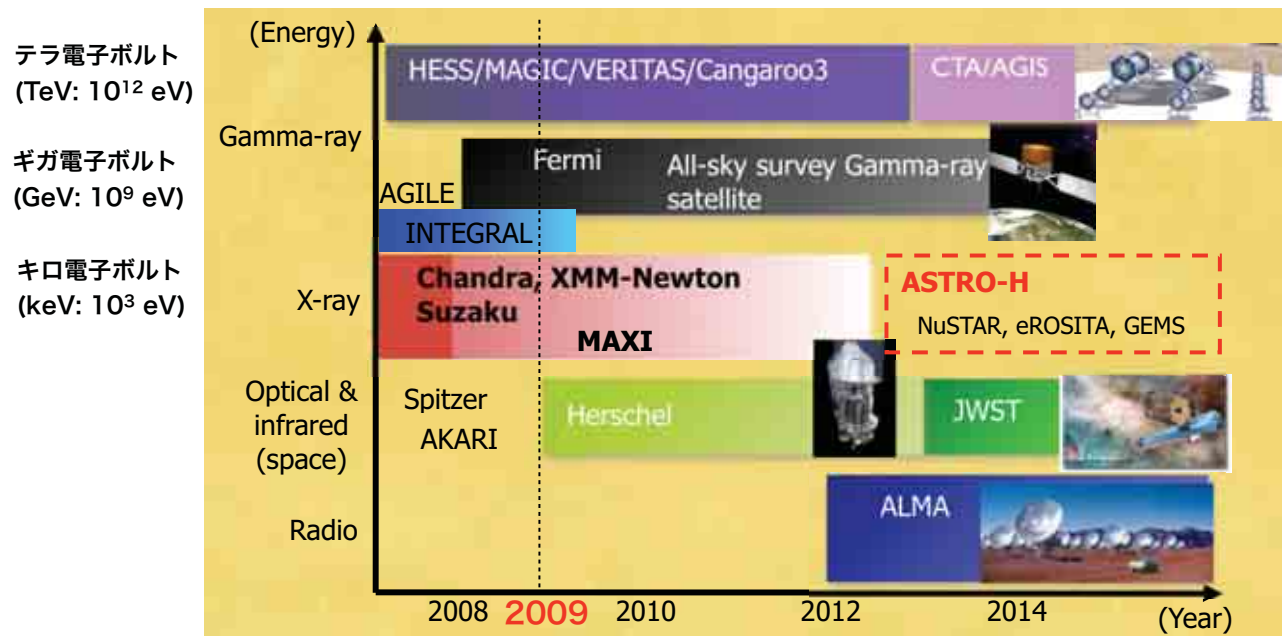 (Energy)
テラ電子ボルト
(TeV: 10¹² eV)
HESS/MAGIC/VERITAS/Cangaroo3
CTA/AGIS
Gamma-ray
ギガ電子ボルト
(GeV: 10⁹ eV)
Fermi
All-sky survey Gamma-ray
satellite
AGILE
INTEGRAL
キロ電子ボルト
(keV: 10³ eV)
X-ray
Chandra, XMM-Newton
Suzaku
MAXI
ASTRO-H
NuSTAR, eROSITA, GEMS
Optical &
infrared
(space)
Spitzer
AKARI
Herschel
JWST
Radio
ALMA
2008 2009 2010 2012 2014 (Year)